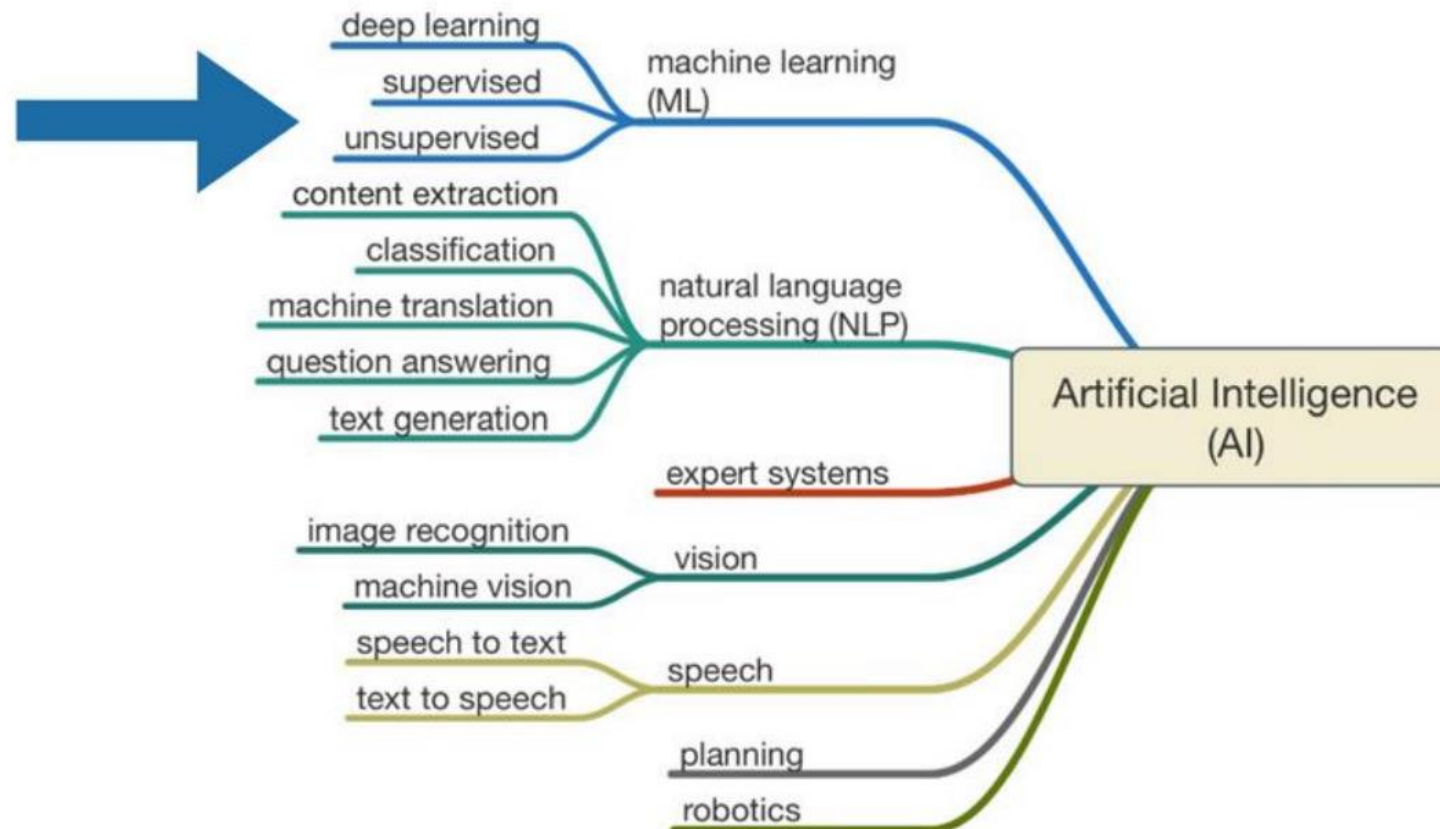 deep learning
supervised
unsupervised
machine learning
(ML)
content extraction
classification
machine translation
question answering
text generation
natural language
processing (NLP)
expert systems
image recognition
machine vision
vision
speech to text
text to speech
speech
planning
robotics
Artificial Intelligence
(AI)